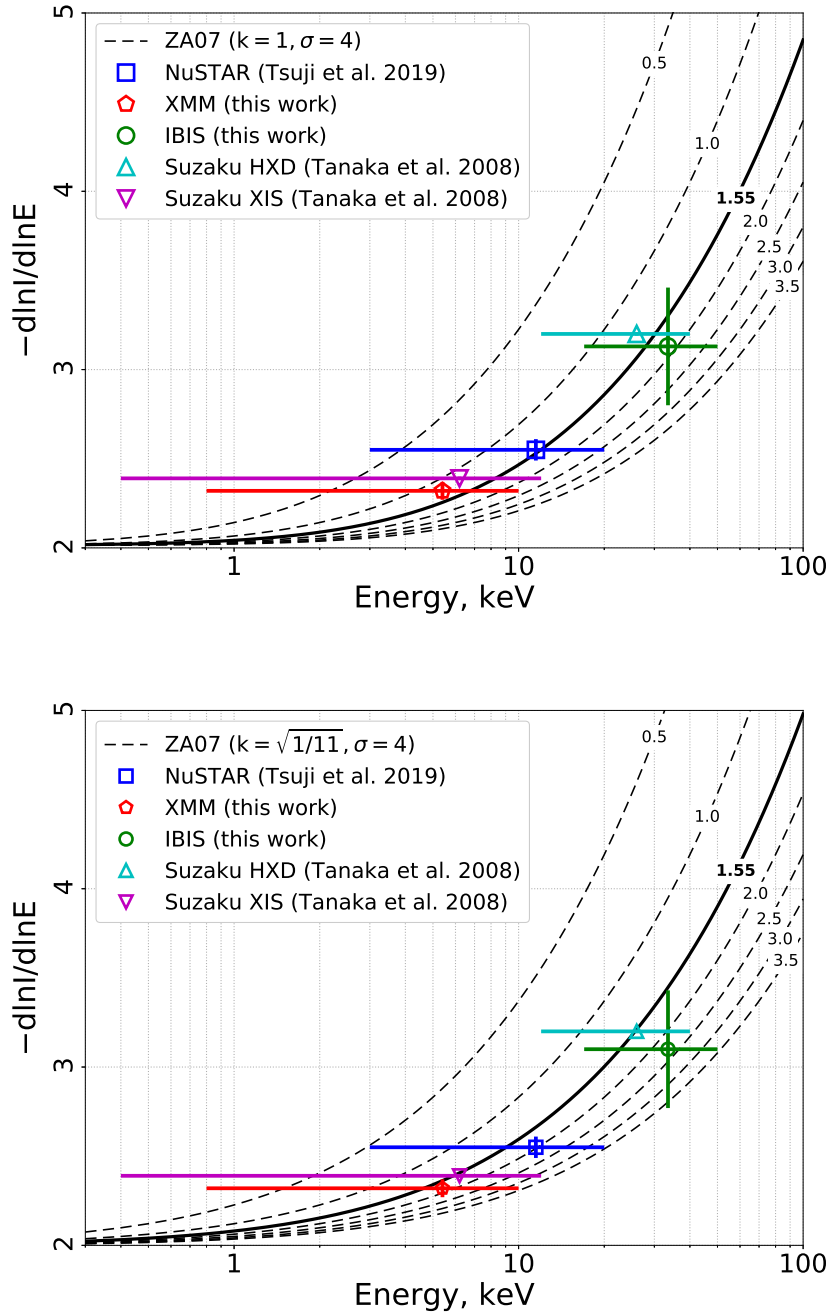 5
ZA07 (k = 1, σ = 4)
NuSTAR (Tsuji et al. 2019)
XMM (this work)
IBIS (this work)
Suzaku HXD (Tanaka et al. 2008)
Suzaku XIS (Tanaka et al. 2008)
0.5
1.0
1.55
2.0
2.5
3.0
3.5
4
3
2
−dlnI/dlnE
1 10 100
Energy, keV
5
ZA07 (k = √1/11, σ = 4)
NuSTAR (Tsuji et al. 2019)
XMM (this work)
IBIS (this work)
Suzaku HXD (Tanaka et al. 2008)
Suzaku XIS (Tanaka et al. 2008)
0.5
1.0
1.55
2.0
2.5
3.0
3.5
4
3
2
−dlnI/dlnE
1 10 100
Energy, keV